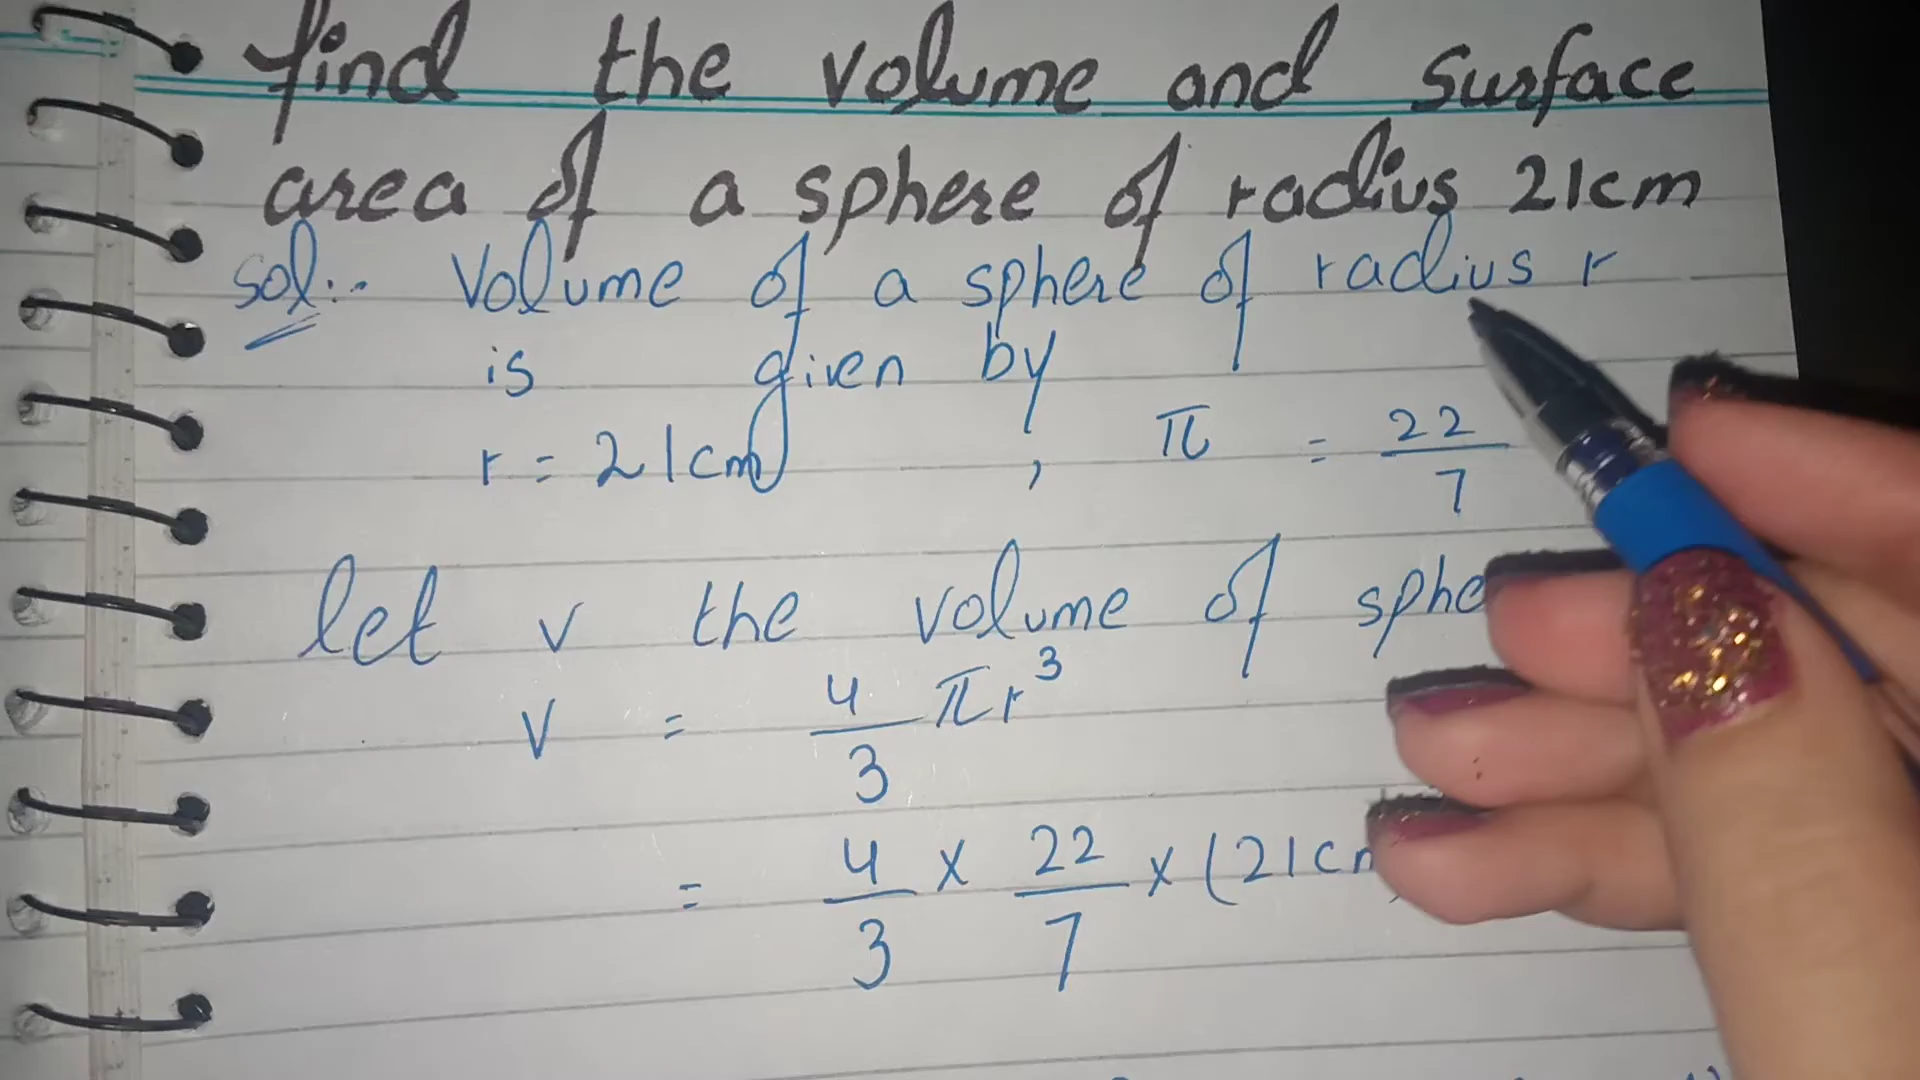 find the volume and surface
area of a sphere of radius 21cm
Sol:- Volume of a sphere of radius r
is given by
r = 21cm , π = 22/7
let v the volume of sphe
v = 4/3 πr³
= 4/3 × 22/7 × (21cm